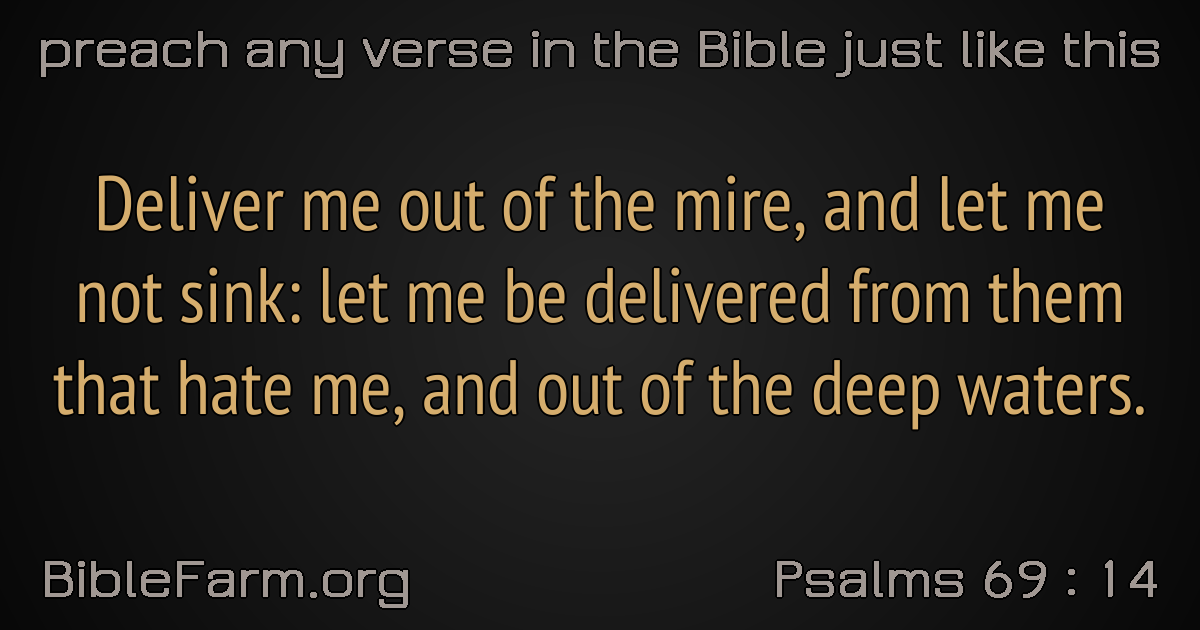 preach any verse in the Bible just like this
Deliver me out of the mire, and let me
not sink: let me be delivered from them
that hate me, and out of the deep waters.
BibleFarm.org
Psalms 69 : 14